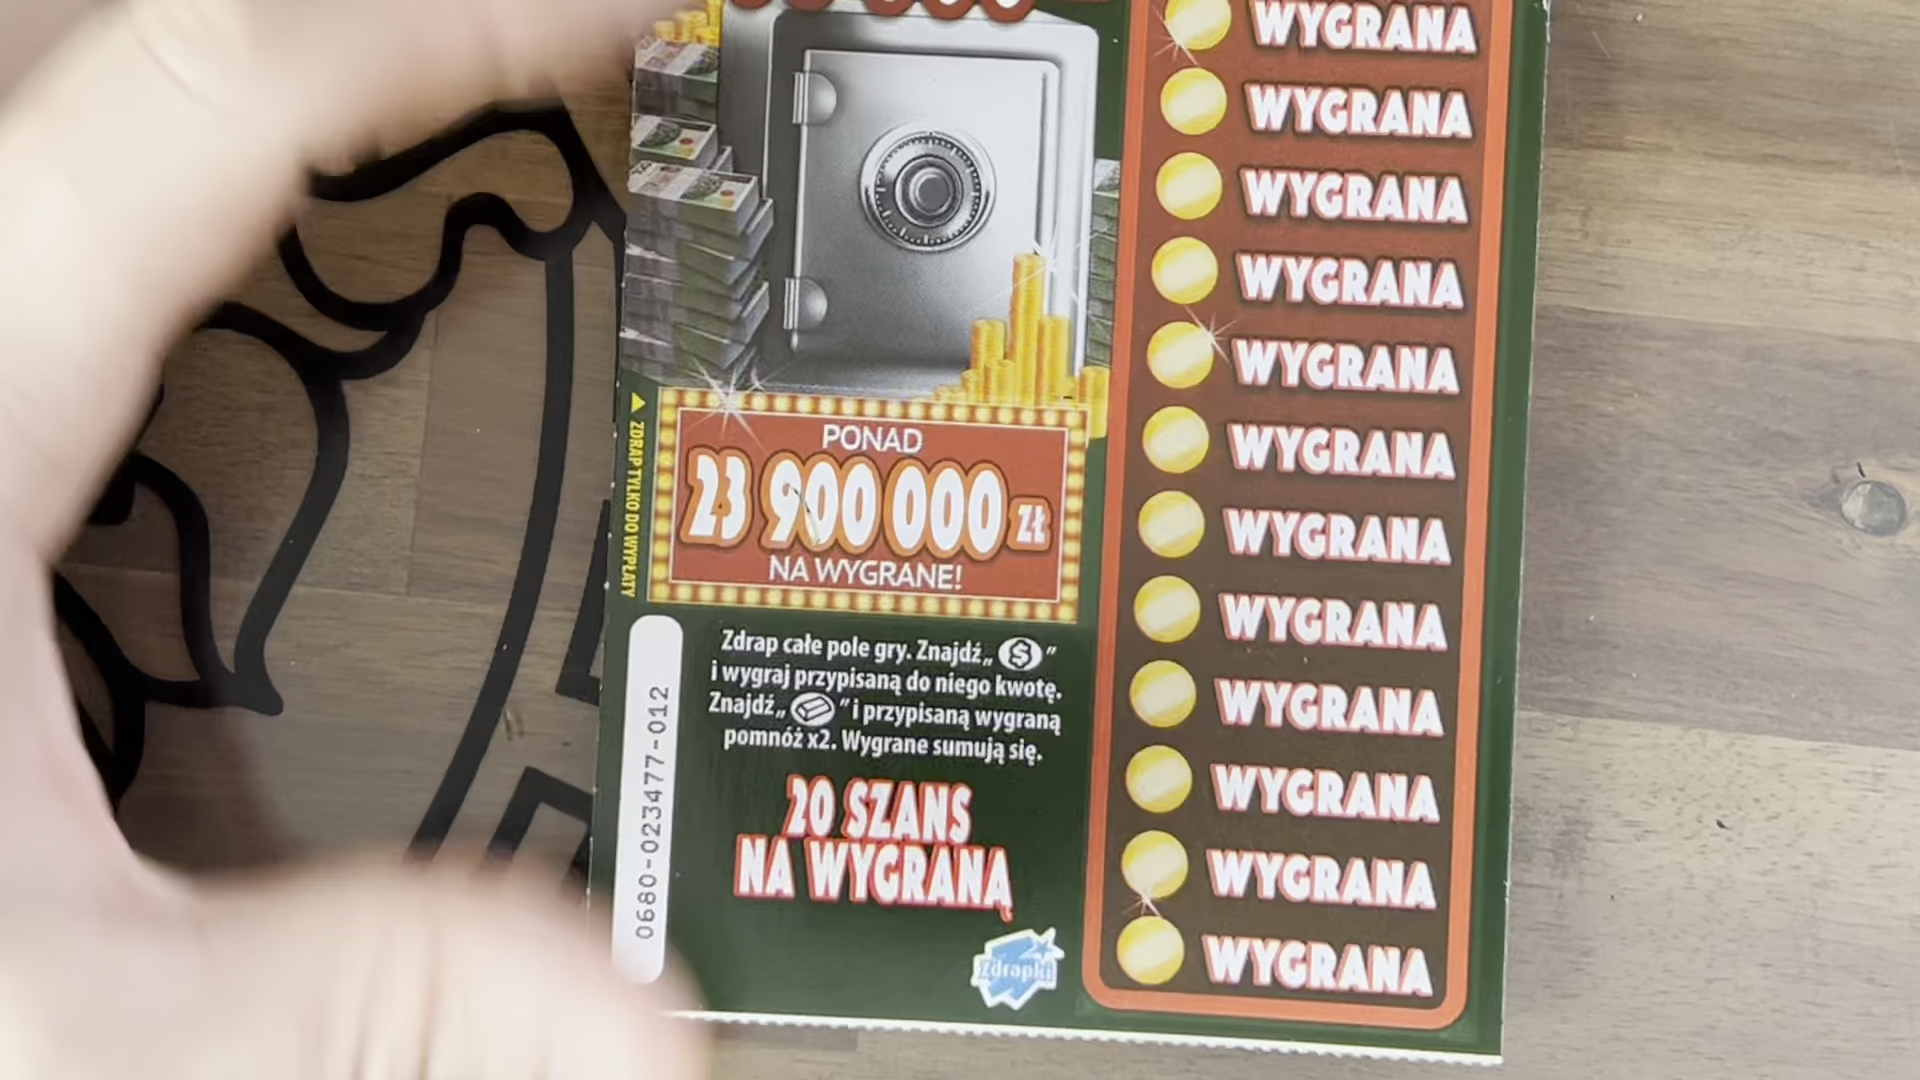 WYGRANA
WYGRANA
WYGRANA
WYGRANA
WYGRANA
WYGRANA
WYGRANA
WYGRANA
WYGRANA
WYGRANA
WYGRANA
WYGRANA
PONAD
23 900 000 ZŁ
NA WYGRANE!
ZDRAP TYLKO DO WYPŁATY
Zdrap całe pole gry. Znajdź „ $ ”
i wygraj przypisaną do niego kwotę.
Znajdź „ ” i przypisaną wygraną
pomnóż x2. Wygrane sumują się.
0680-023477-012
20 SZANS
NA WYGRANĄ
Zdrapki